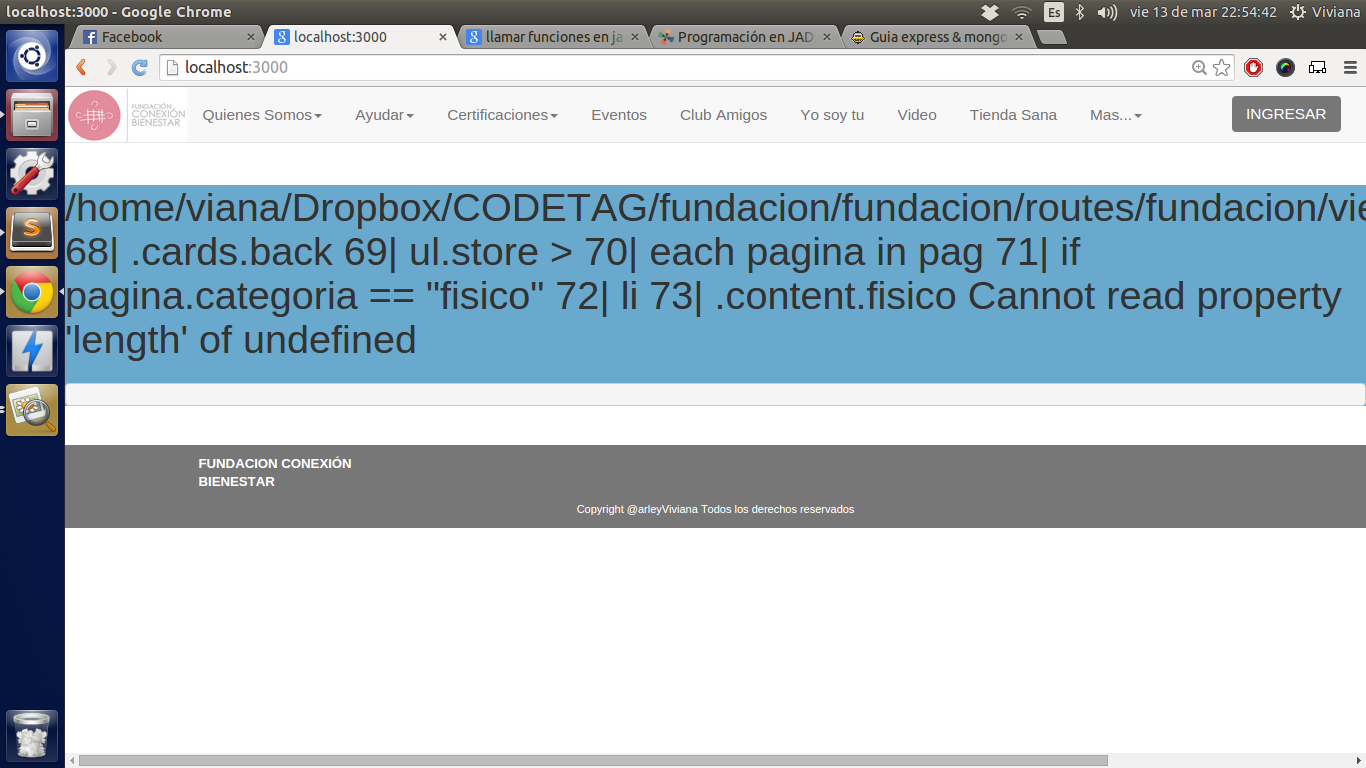 localhost:3000 - Google Chrome
Es
vie 13 de mar 22:54:42
Viviana
Facebook
localhost:3000
llamar funciones en ja
Programación en JAD
Guia express & mongo
localhost:3000
FUNDACIÓN
CONEXIÓN
BIENESTAR
Quienes Somos
Ayudar
Certificaciones
Eventos
Club Amigos
Yo soy tu
Video
Tienda Sana
Mas...
INGRESAR
/home/viana/Dropbox/CODETAG/fundacion/fundacion/routes/fundacion/vie
68| .cards.back 69| ul.store > 70| each pagina in pag 71| if
pagina.categoria == "fisico" 72| li 73| .content.fisico Cannot read property
'length' of undefined
FUNDACION CONEXIÓN
BIENESTAR
Copyright @arleyViviana Todos los derechos reservados